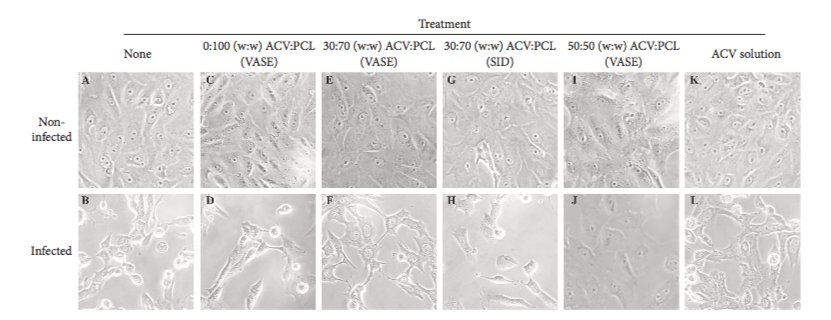 Treatment
None
0:100 (w:w) ACV:PCL
(VASE)
30:70 (w:w) ACV:PCL
(VASE)
30:70 (w:w) ACV:PCL
(SID)
50:50 (w:w) ACV:PCL
(VASE)
ACV solution
Non-
infected
A
C
E
G
I
K
Infected
B
D
F
H
J
L